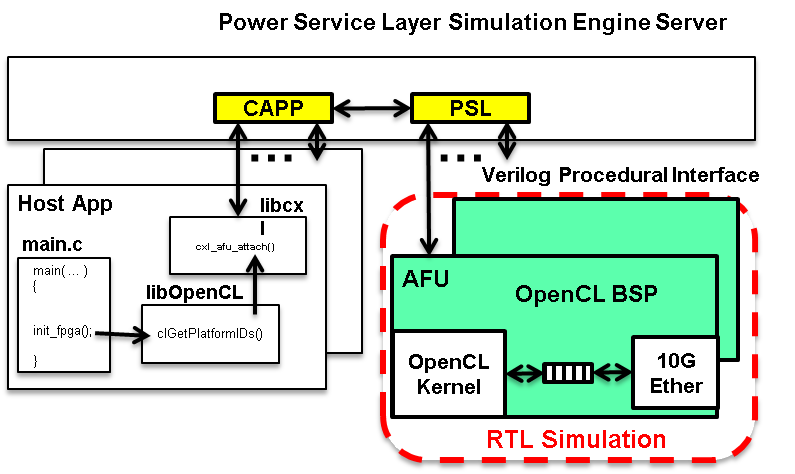 Power Service Layer Simulation Engine Server
CAPP
PSL
...
...
Verilog Procedural Interface
Host App
libcx
l
main.c
cxl_afu_attach()
main( ... )
{
libOpenCL
AFU
OpenCL BSP
init_fpga();
clGetPlatformIDs()
}
OpenCL
Kernel
10G
Ether
RTL Simulation